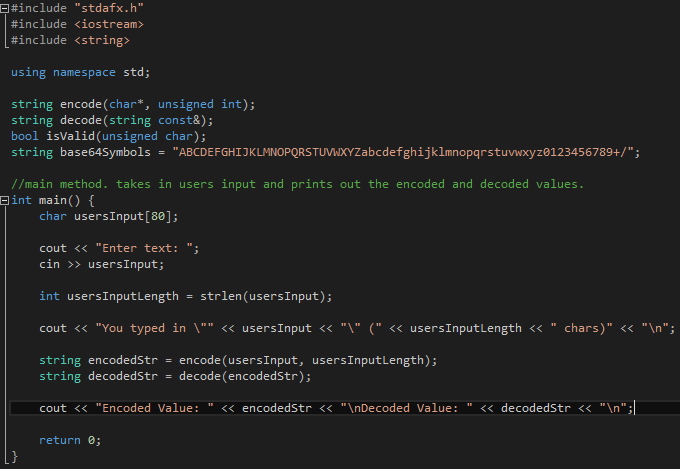 #include "stdafx.h"
#include <iostream>
#include <string>
using namespace std;
string encode(char*, unsigned int);
string decode(string const&);
bool isValid(unsigned char);
string base64Symbols = "ABCDEFGHIJKLMNOPQRSTUVWXYZabcdefghijklmnopqrstuvwxyz0123456789+/";
//main method. takes in users input and prints out the encoded and decoded values.
int main() {
char usersInput[80];
cout << "Enter text: ";
cin >> usersInput;
int usersInputLength = strlen(usersInput);
cout << "You typed in \"" << usersInput << "\" (" << usersInputLength << " chars)" << "\n";
string encodedStr = encode(usersInput, usersInputLength);
string decodedStr = decode(encodedStr);
cout << "Encoded Value: " << encodedStr << "\nDecoded Value: " << decodedStr << "\n";
return 0;
}